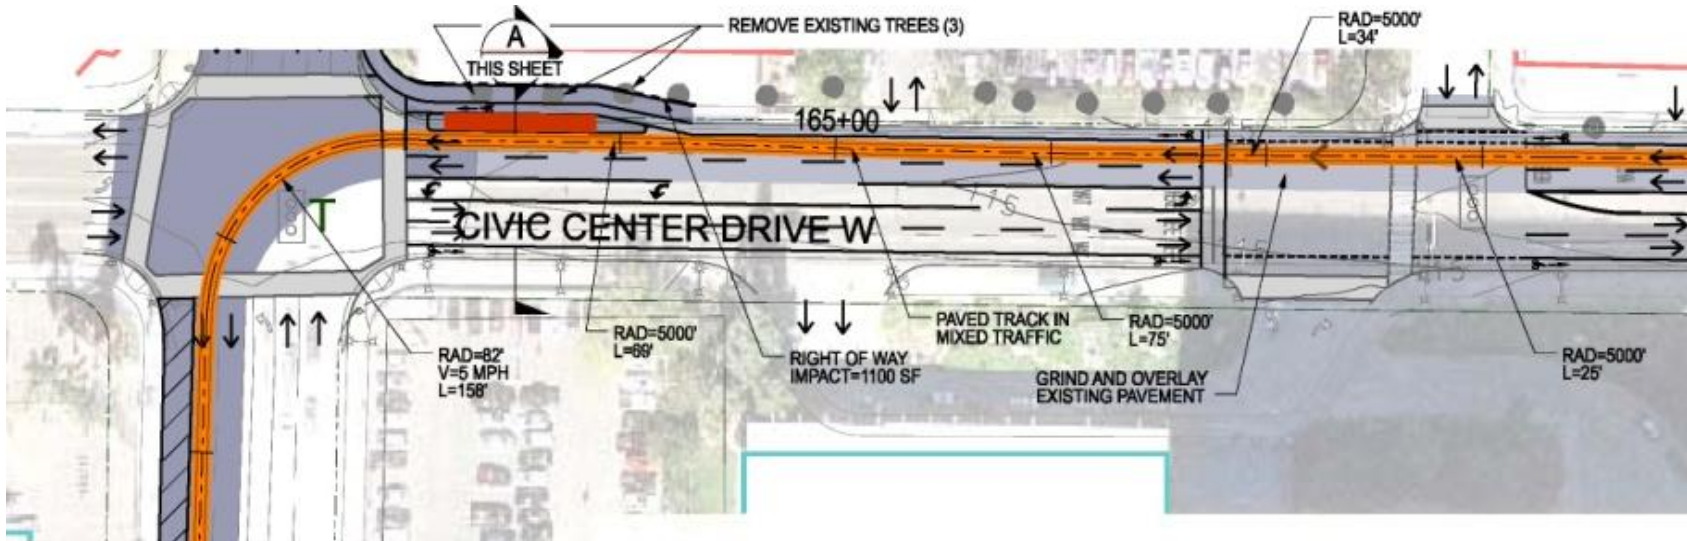 REMOVE EXISTING TREES (3)
A
THIS SHEET
RAD=5000'
L=34'
165+00
T
CIVIC CENTER DRIVE W
115
RAD=82'
V=5 MPH
L=158'
RAD=5000'
L=69'
RIGHT OF WAY
IMPACT=1100 SF
PAVED TRACK IN
MIXED TRAFFIC
RAD=5000'
L=75'
GRIND AND OVERLAY
EXISTING PAVEMENT
RAD=5000'
L=25'